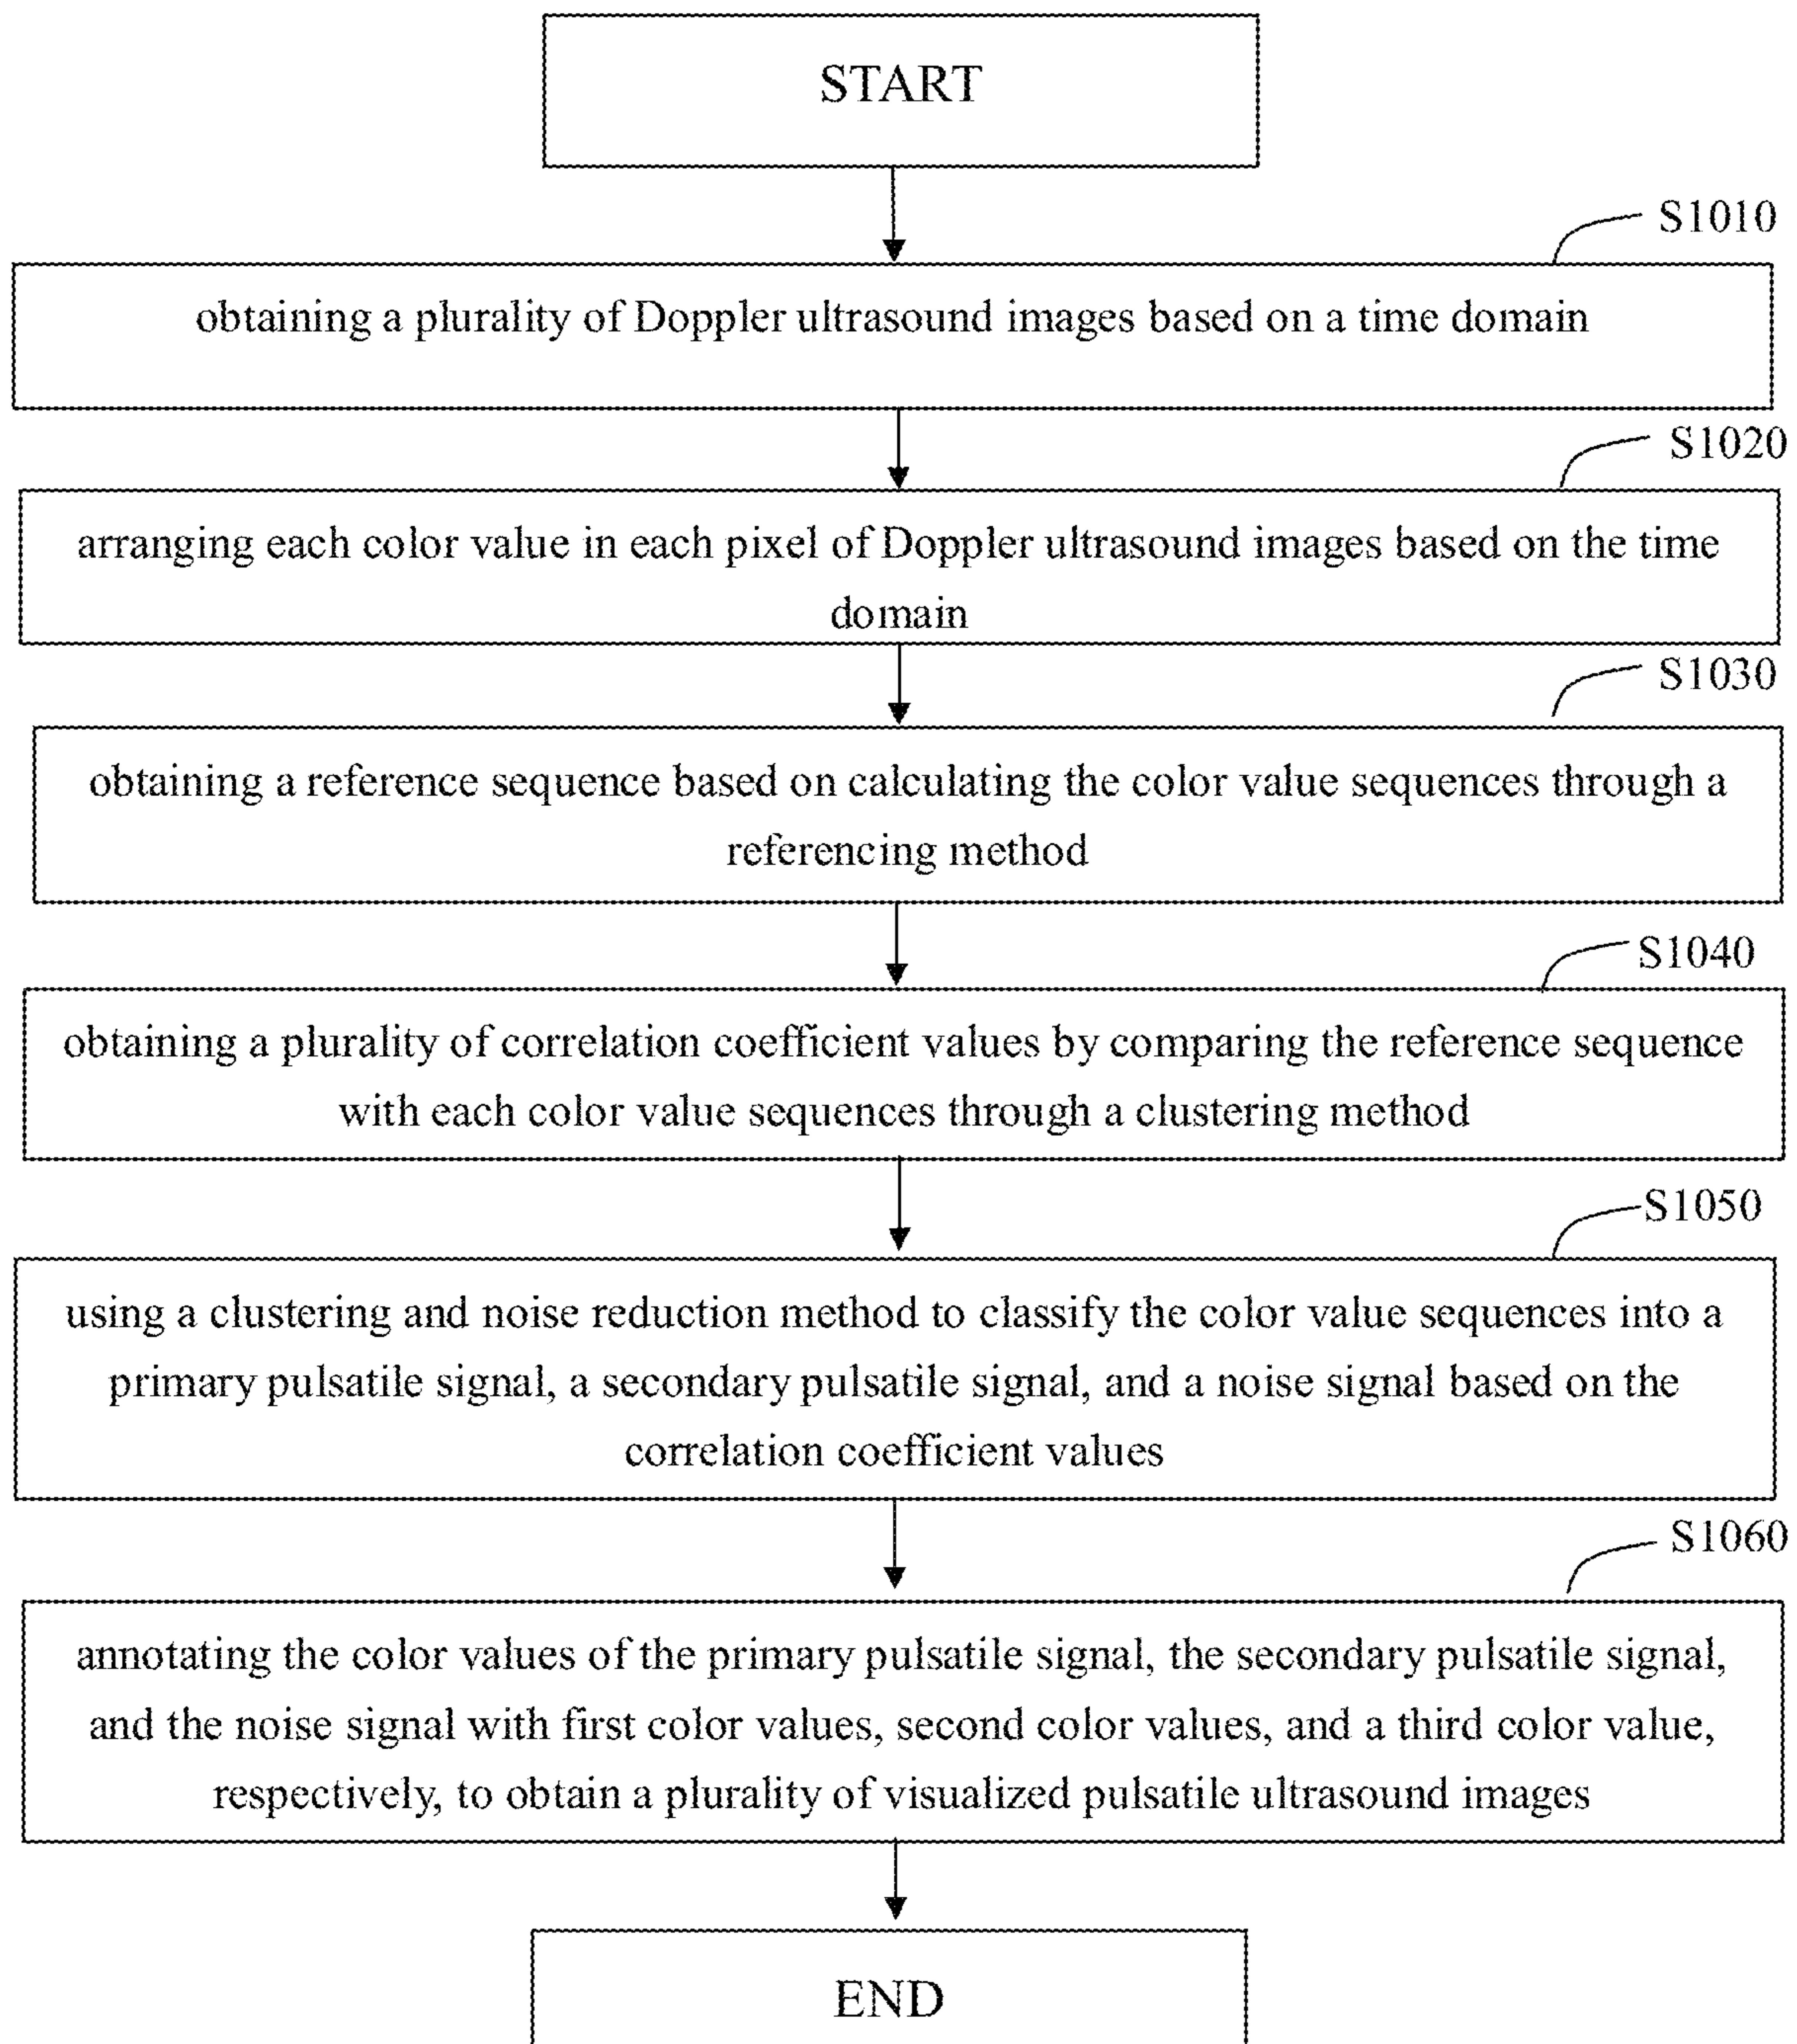 START
S1010
obtaining a plurality of Doppler ultrasound images based on a time domain
S1020
arranging each color value in each pixel of Doppler ultrasound images based on the time
domain
S1030
obtaining a reference sequence based on calculating the color value sequences through a
referencing method
S1040
obtaining a plurality of correlation coefficient values by comparing the reference sequence
with each color value sequences through a clustering method
S1050
using a clustering and noise reduction method to classify the color value sequences into a
primary pulsatile signal, a secondary pulsatile signal, and a noise signal based on the
correlation coefficient values
S1060
annotating the color values of the primary pulsatile signal, the secondary pulsatile signal,
and the noise signal with first color values, second color values, and a third color value,
respectively, to obtain a plurality of visualized pulsatile ultrasound images
END